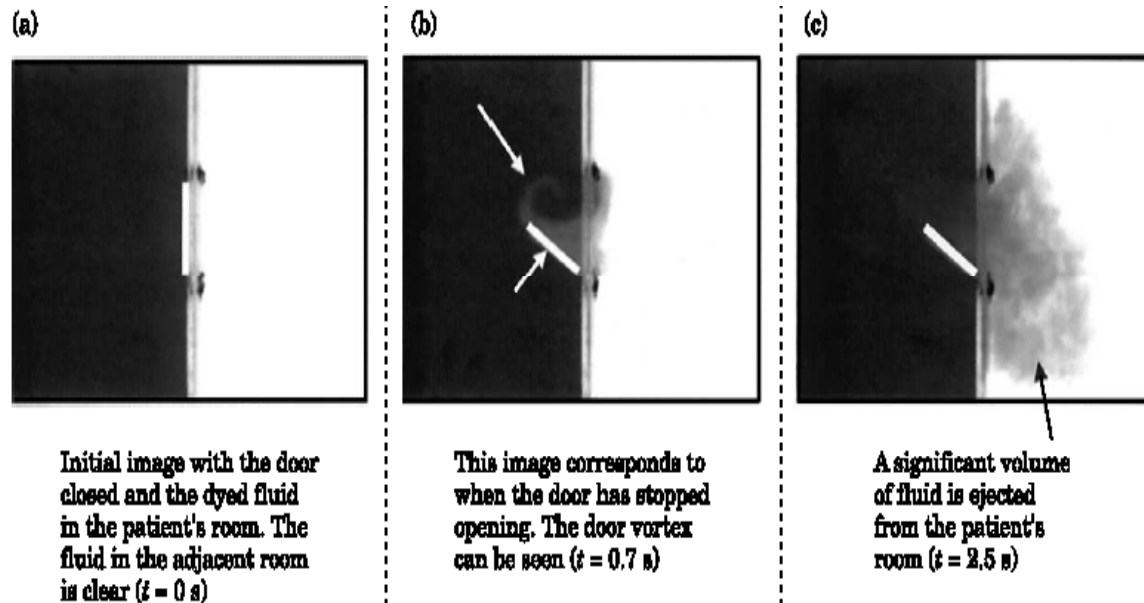 (a)
Initial image with the door
closed and the dyed fluid
in the patient's room. The
fluid in the adjacent room
is clear (t = 0 s)
(b)
This image corresponds to
when the door has stopped
opening. The door vortex
can be seen (t = 0.7 s)
(c)
A significant volume
of fluid is ejected
from the patient's
room (t = 2.5 s)